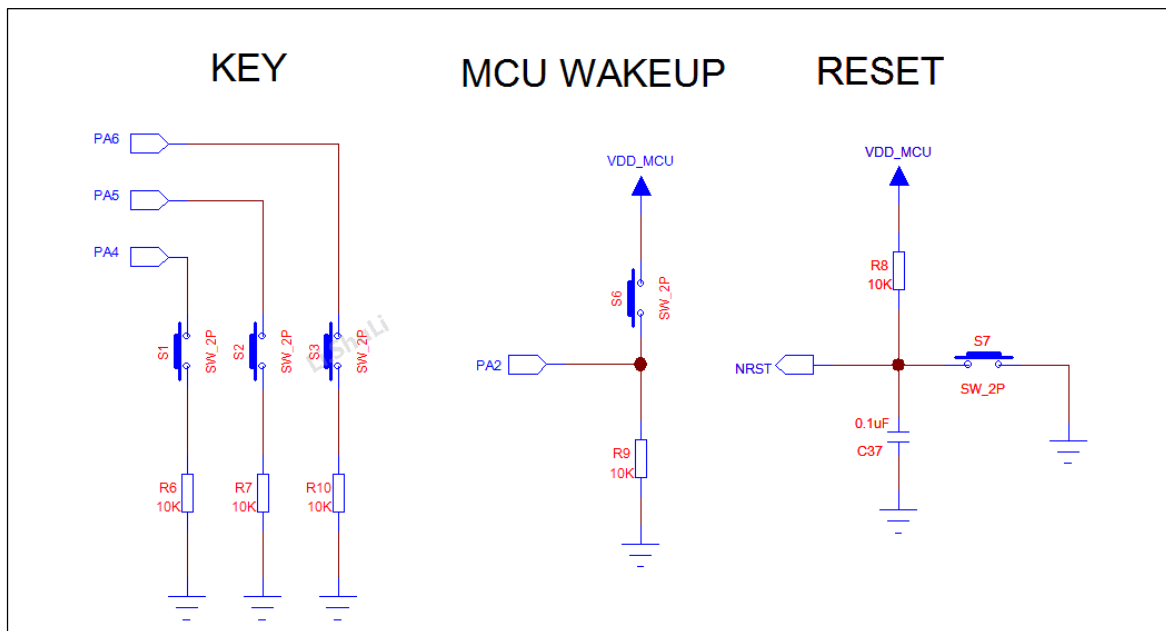 KEY
MCU WAKEUP
RESET
PA6
PA5
PA4
S1
SW_2P
S2
SW_2P
S3
SW_2P
R6
10K
R7
10K
R10
10K
VDD_MCU
S6
SW_2P
PA2
R9
10K
VDD_MCU
R8
10K
NRST
S7
SW_2P
0.1uF
C37